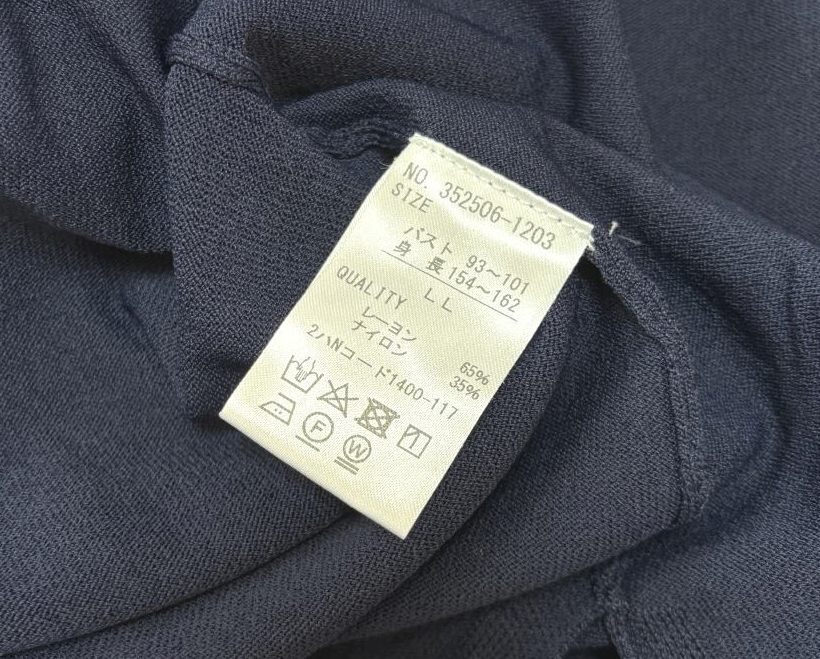 NO. 352506-1203
SIZE
バスト 93〜101
身 長 154〜162
LL
QUALITY
レーヨン 65%
ナイロン 35%
2ハNコード1400-117
F
W